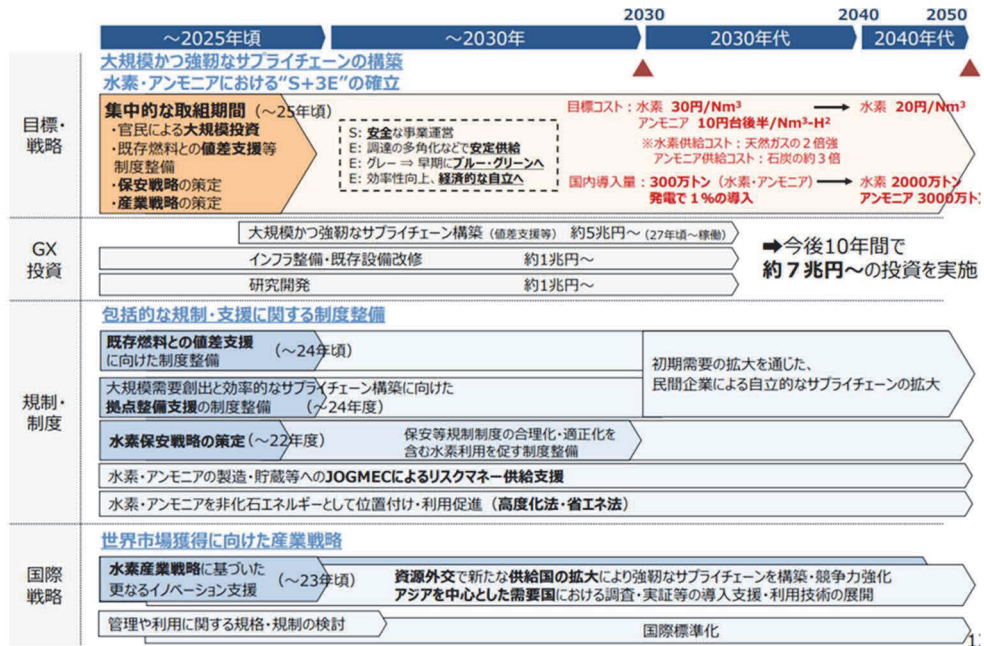 2030 2040 2050
～2025年頃 ～2030年 2030年代 2040年代
目標・
戦略
大規模かつ強靭なサプライチェーンの構築
水素・アンモニアにおける“S+3E”の確立
集中的な取組期間（～25年頃）
・官民による大規模投資
・既存燃料との値差支援等
制度整備
・保安戦略の策定
・産業戦略の策定
S: 安全な事業運営
E: 調達の多角化などで安定供給
E: グレー ⇒ 早期にブルー・グリーンへ
E: 効率性向上、経済的な自立へ
目標コスト：水素 30円/Nm³ → 水素 20円/Nm³
アンモニア 10円台後半/Nm³-H²
※水素供給コスト：天然ガスの２倍強
アンモニア供給コスト：石炭の約３倍
国内導入量：300万トン（水素・アンモニア） → 水素 2000万トン
発電で１%の導入 アンモニア 3000万ト
GX
投資
大規模かつ強靭なサプライチェーン構築（値差支援等） 約5兆円～（27年頃～稼働）
インフラ整備・既存設備改修 約1兆円～
研究開発 約1兆円～
➡今後10年間で
約７兆円～の投資を実施
規制・
制度
包括的な規制・支援に関する制度整備
既存燃料との値差支援
に向けた制度整備 （～24年頃）
大規模需要創出と効率的なサプライチェーン構築に向けた
拠点整備支援の制度整備 （～24年度）
初期需要の拡大を通じた、
民間企業による自立的なサプライチェーンの拡大
水素保安戦略の策定（～22年度）
保安等規制制度の合理化・適正化を
含む水素利用を促す制度整備
水素・アンモニアの製造・貯蔵等へのJOGMECによるリスクマネー供給支援
水素・アンモニアを非化石エネルギーとして位置付け・利用促進（高度化法・省エネ法）
国際
戦略
世界市場獲得に向けた産業戦略
水素産業戦略に基づいた
更なるイノベーション支援 （～23年頃）
資源外交で新たな供給国の拡大により強靭なサプライチェーンを構築・競争力強化
アジアを中心とした需要国における調査・実証等の導入支援・利用技術の展開
管理や利用に関する規格・規制の検討
国際標準化